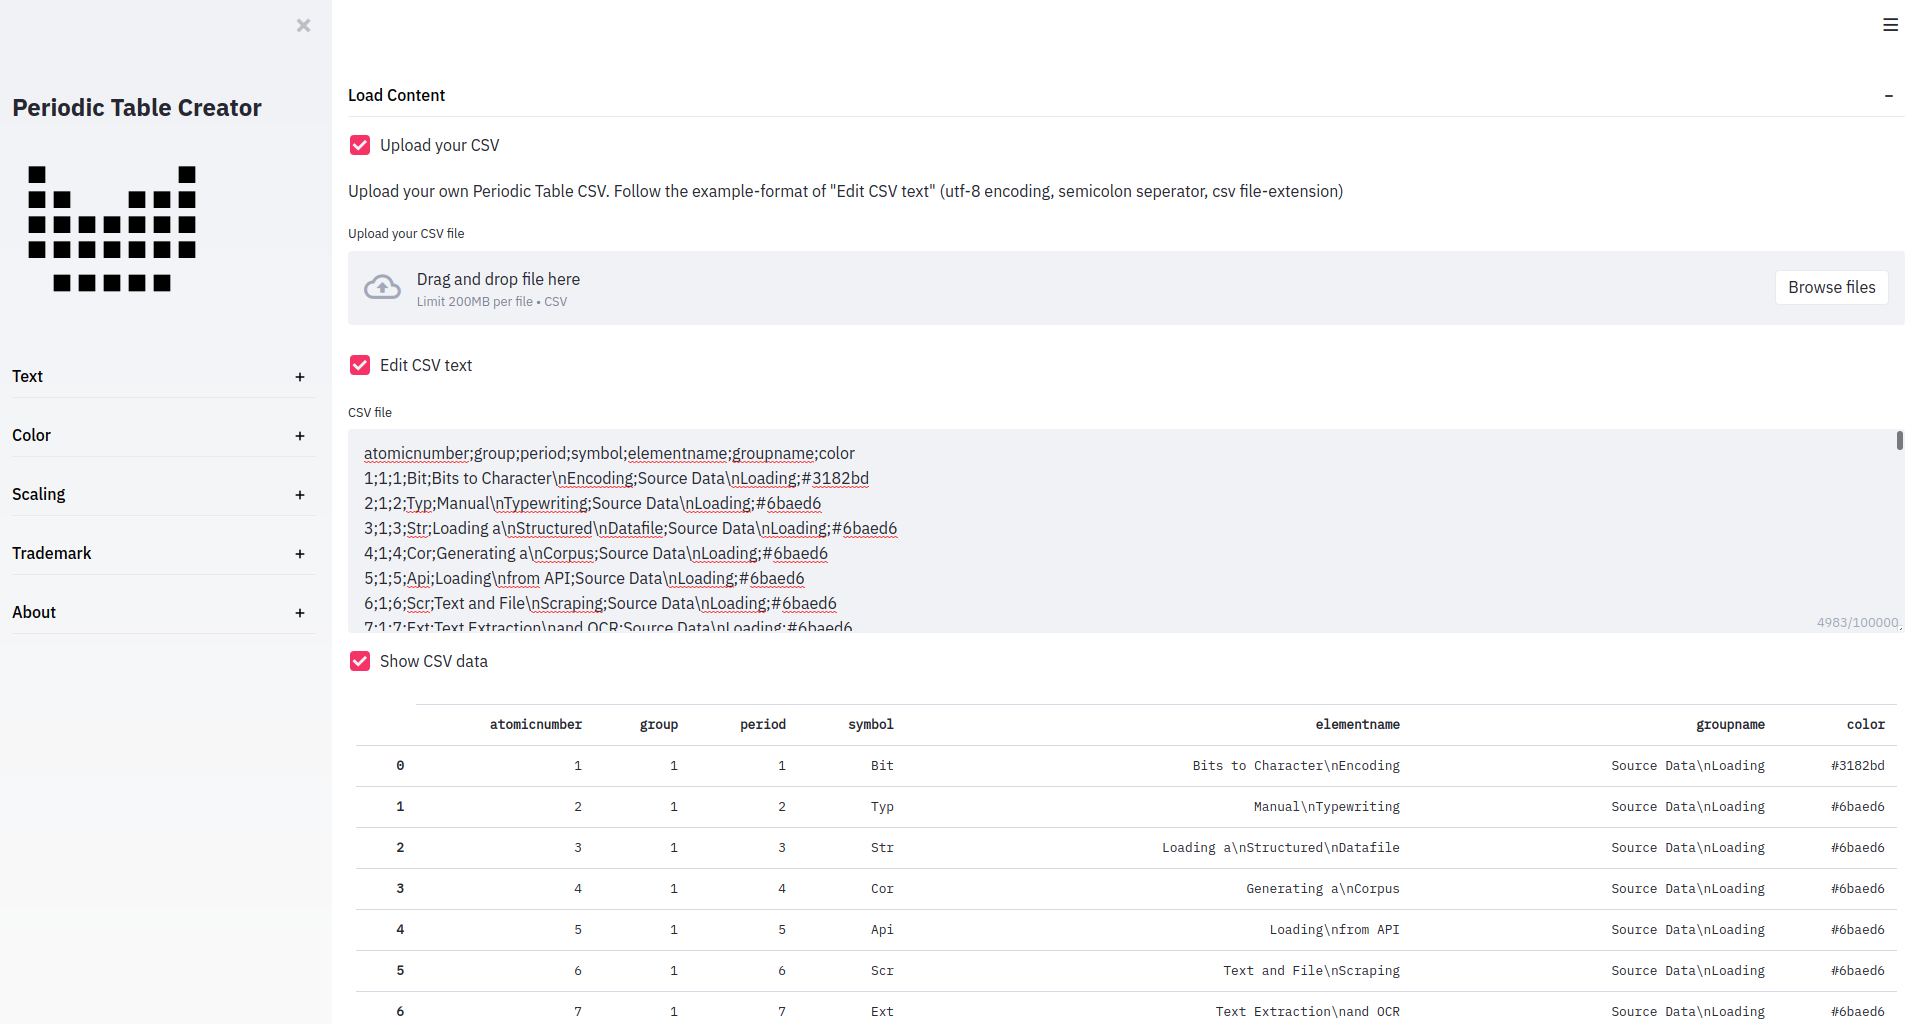 Periodic Table Creator
Text +
Color +
Scaling +
Trademark +
About +
Load Content
Upload your CSV
Upload your own Periodic Table CSV. Follow the example-format of "Edit CSV text" (utf-8 encoding, semicolon seperator, csv file-extension)
Upload your CSV file
Drag and drop file here
Limit 200MB per file • CSV
Browse files
Edit CSV text
CSV file
atomicnumber;group;period;symbol;elementname;groupname;color
1;1;1;Bit;Bits to Character\nEncoding;Source Data\nLoading;#3182bd
2;1;2;Typ;Manual\nTypewriting;Source Data\nLoading;#6baed6
3;1;3;Str;Loading a\nStructured\nDatafile;Source Data\nLoading;#6baed6
4;1;4;Cor;Generating a\nCorpus;Source Data\nLoading;#6baed6
5;1;5;Api;Loading\nfrom API;Source Data\nLoading;#6baed6
6;1;6;Scr;Text and File\nScraping;Source Data\nLoading;#6baed6
7;1;7;Ext;Text Extraction\nand OCR;Source Data\nLoading;#6baed6
4983/100000
Show CSV data
atomicnumber group period symbol elementname groupname color
0 1 1 1 Bit Bits to Character\nEncoding Source Data\nLoading #3182bd
1 2 1 2 Typ Manual\nTypewriting Source Data\nLoading #6baed6
2 3 1 3 Str Loading a\nStructured\nDatafile Source Data\nLoading #6baed6
3 4 1 4 Cor Generating a\nCorpus Source Data\nLoading #6baed6
4 5 1 5 Api Loading\nfrom API Source Data\nLoading #6baed6
5 6 1 6 Scr Text and File\nScraping Source Data\nLoading #6baed6
6 7 1 7 Ext Text Extraction\nand OCR Source Data\nLoading #6baed6